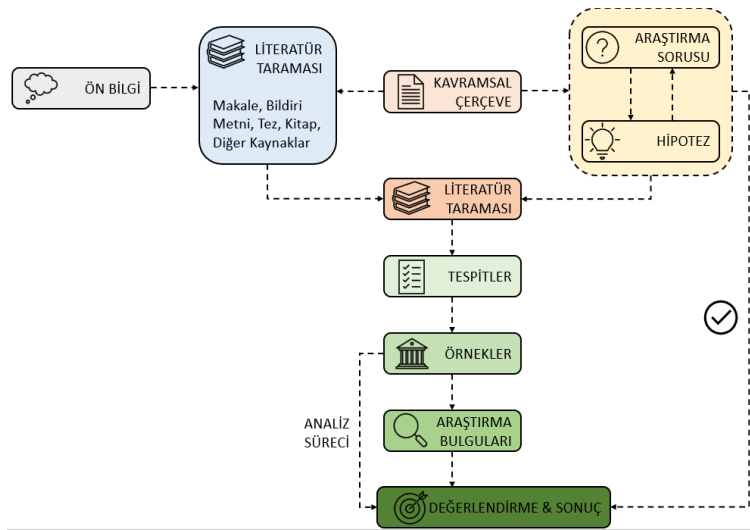 ÖN BİLGİ
LİTERATÜR
TARAMASI
Makale, Bildiri
Metni, Tez, Kitap,
Diğer Kaynaklar
KAVRAMSAL
ÇERÇEVE
ARAŞTIRMA
SORUSU
HİPOTEZ
LİTERATÜR
TARAMASI
TESPİTLER
ÖRNEKLER
ANALİZ
SÜRECİ
ARAŞTIRMA
BULGULARI
DEĞERLENDİRME & SONUÇ